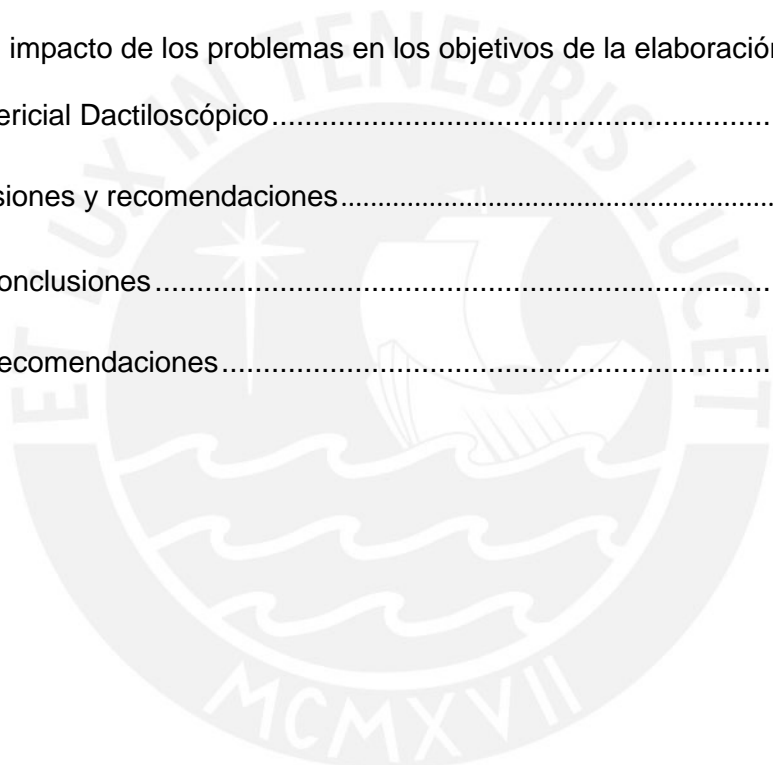 impacto de los problemas en los objetivos de la elaboración
ericial Dactiloscópico..............................................................
siones y recomendaciones.......................................................
onclusiones..............................................................................
ecomendaciones.....................................................................
ET LUX IN TENEBRIS LUCET
MCMXVII